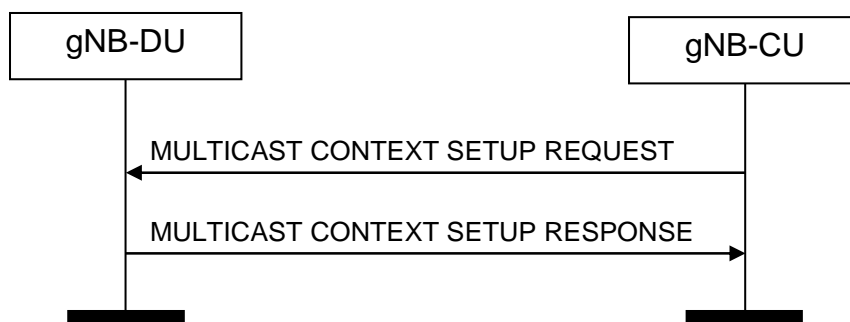 gNB-DU
gNB-CU
MULTICAST CONTEXT SETUP REQUEST
MULTICAST CONTEXT SETUP RESPONSE